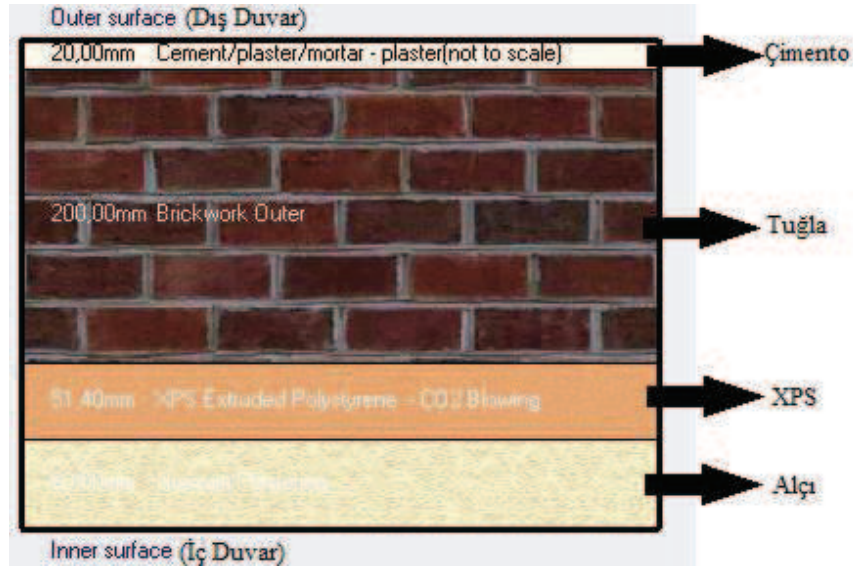 Outer surface (Dış Duvar)
20,00mm Cement/plaster/mortar - plaster(not to scale)
Çimento
200,00mm Brickwork Outer
Tuğla
51,40mm XPS Extruded Polystyrene - CO2 Blowing
XPS
Alçı
Inner surface (İç Duvar)